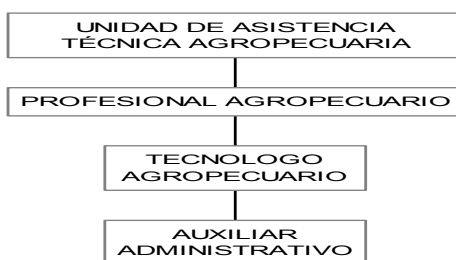 UNIDAD DE ASISTENCIA
TÉCNICA AGROPECUARIA
PROFESIONAL AGROPECUARIO
TECNOLOGO
AGROPECUARIO
AUXILIAR
ADMINISTRATIVO